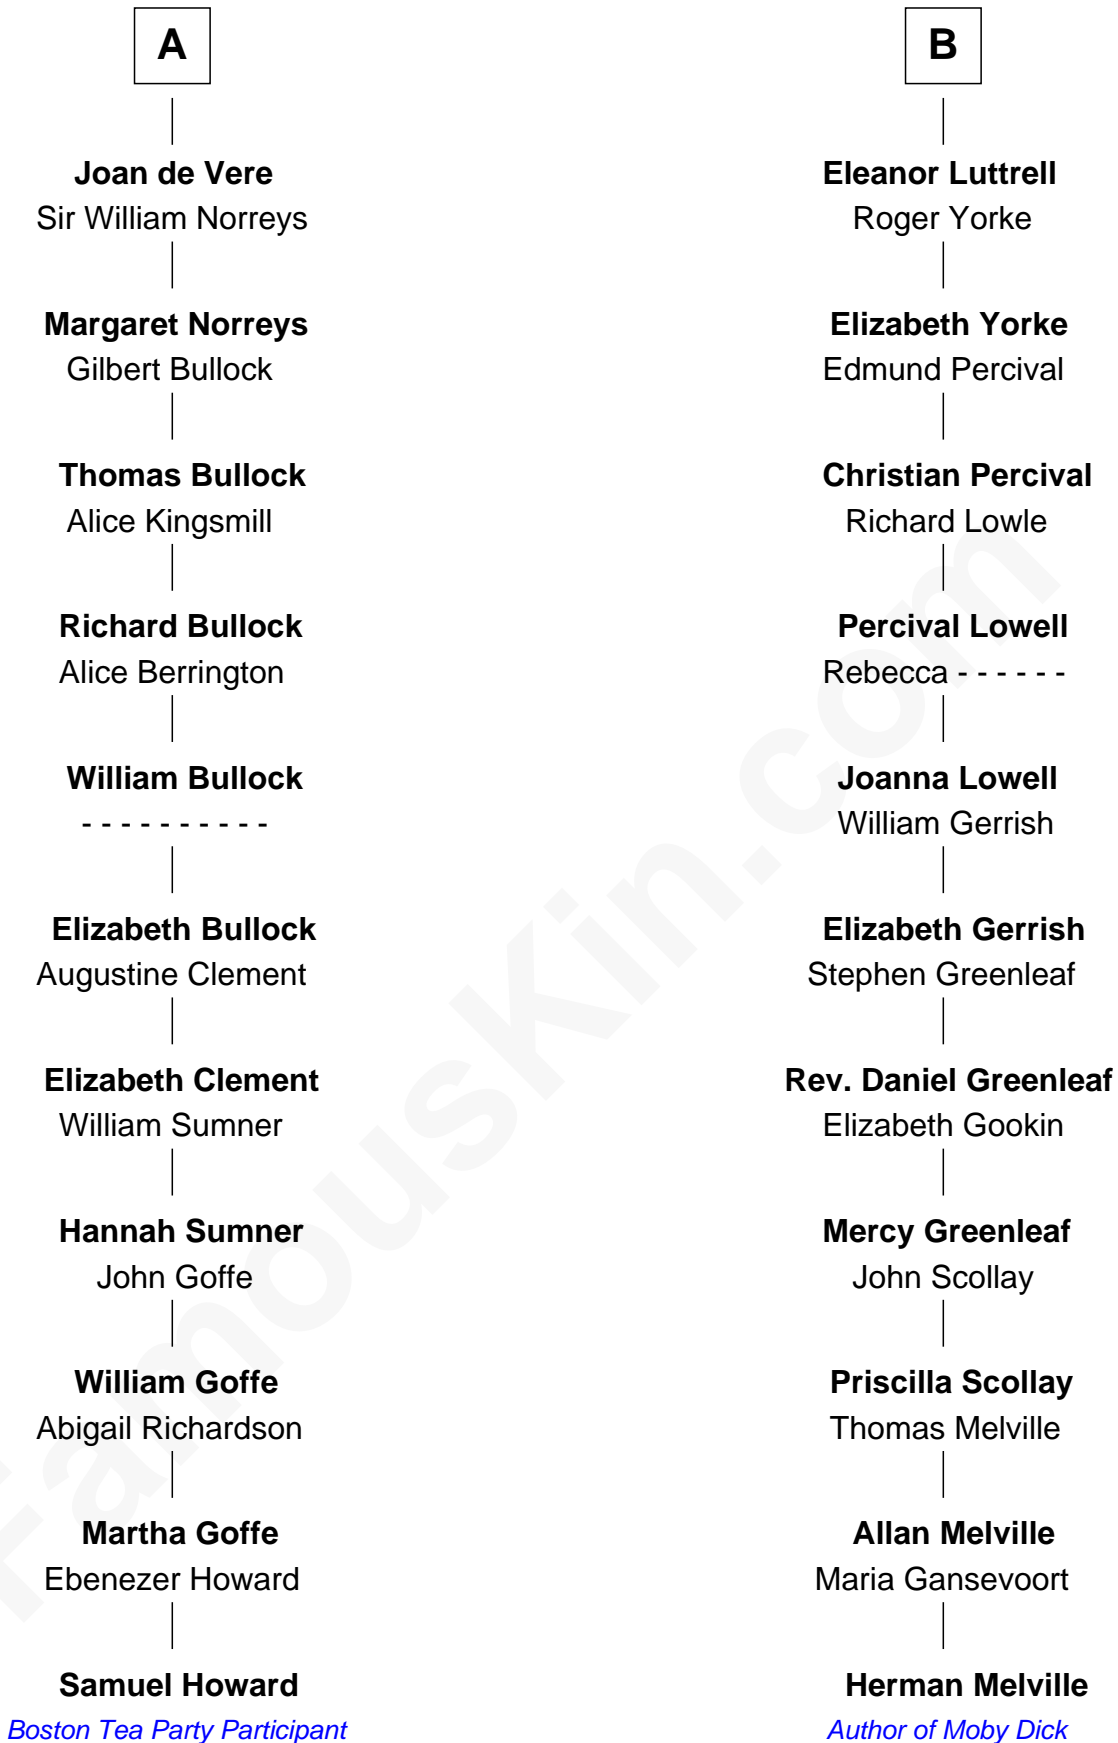 A
Joan de Vere
Sir William Norreys
Margaret Norreys
Gilbert Bullock
Thomas Bullock
Alice Kingsmill
Richard Bullock
Alice Berrington
William Bullock
- - - - - - - - - -
Elizabeth Bullock
Augustine Clement
Elizabeth Clement
William Sumner
Hannah Sumner
John Goffe
William Goffe
Abigail Richardson
Martha Goffe
Ebenezer Howard
Samuel Howard
Boston Tea Party Participant
B
Eleanor Luttrell
Roger Yorke
Elizabeth Yorke
Edmund Percival
Christian Percival
Richard Lowle
Percival Lowell
Rebecca - - - - - -
Joanna Lowell
William Gerrish
Elizabeth Gerrish
Stephen Greenleaf
Rev. Daniel Greenleaf
Elizabeth Gookin
Mercy Greenleaf
John Scollay
Priscilla Scollay
Thomas Melville
Allan Melville
Maria Gansevoort
Herman Melville
Author of Moby Dick
FamousKin.com